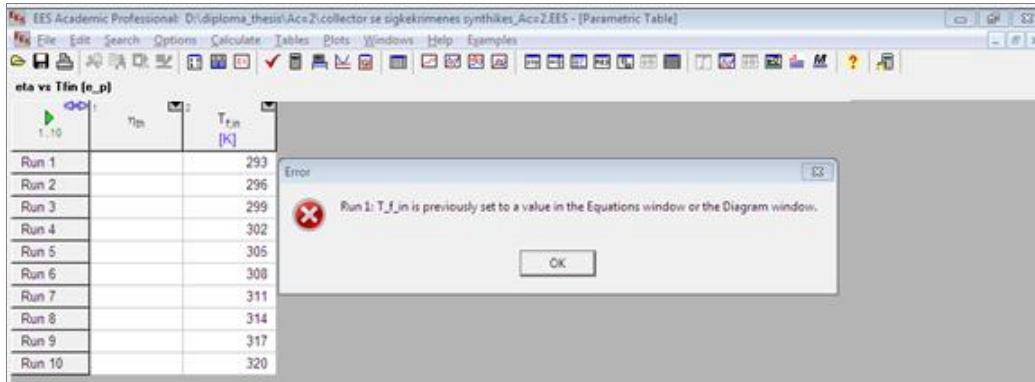 EES Academic Professional: D:\diploma_thesis\Ac=2\collector se sigkekrimenes synthikes_Ac=2.EES - [Parametric Table]
File Edit Search Options Calculate Tables Plots Windows Help Examples
eta vs Tfin (e_p)
1..10
1 ηth
2 Tf,in
[K]
Run 1 293
Run 2 296
Run 3 299
Run 4 302
Run 5 305
Run 6 308
Run 7 311
Run 8 314
Run 9 317
Run 10 320
Error
Run 1: T_f_in is previously set to a value in the Equations window or the Diagram window.
OK